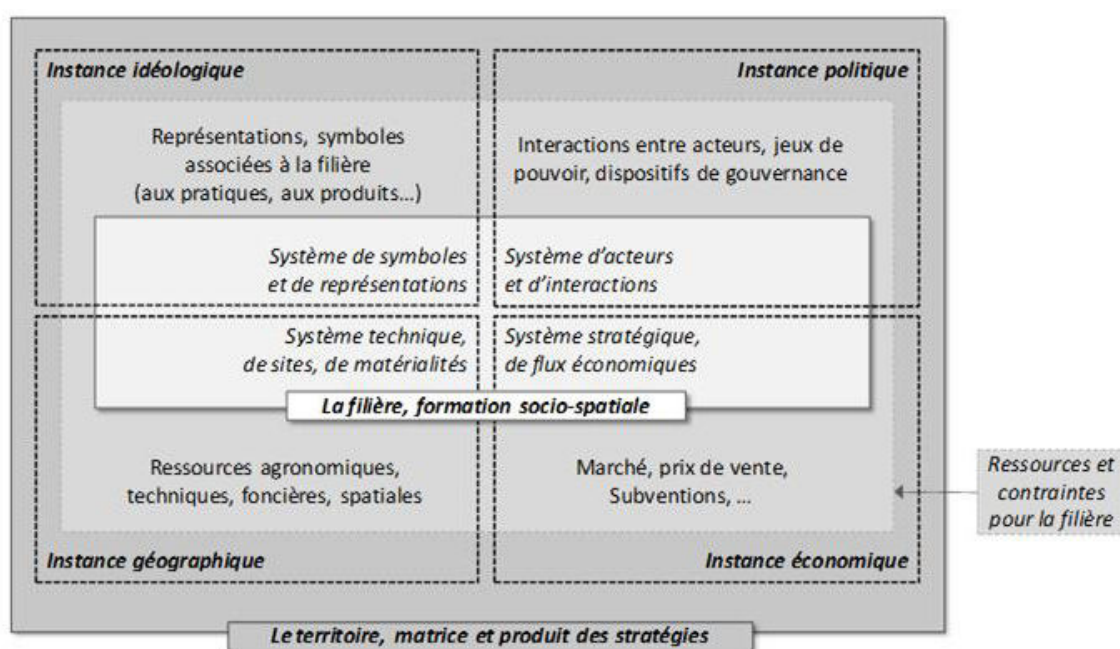 Instance idéologique
Instance politique
Représentations, symboles
associées à la filière
(aux pratiques, aux produits…)
Interactions entre acteurs, jeux de
pouvoir, dispositifs de gouvernance
Système de symboles
et de représentations
Système d'acteurs
et d'interactions
Système technique,
de sites, de matérialités
Système stratégique,
de flux économiques
La filière, formation socio-spatiale
Ressources agronomiques,
techniques, foncières, spatiales
Marché, prix de vente,
Subventions, …
Ressources et
contraintes
pour la filière
Instance géographique
Instance économique
Le territoire, matrice et produit des stratégies